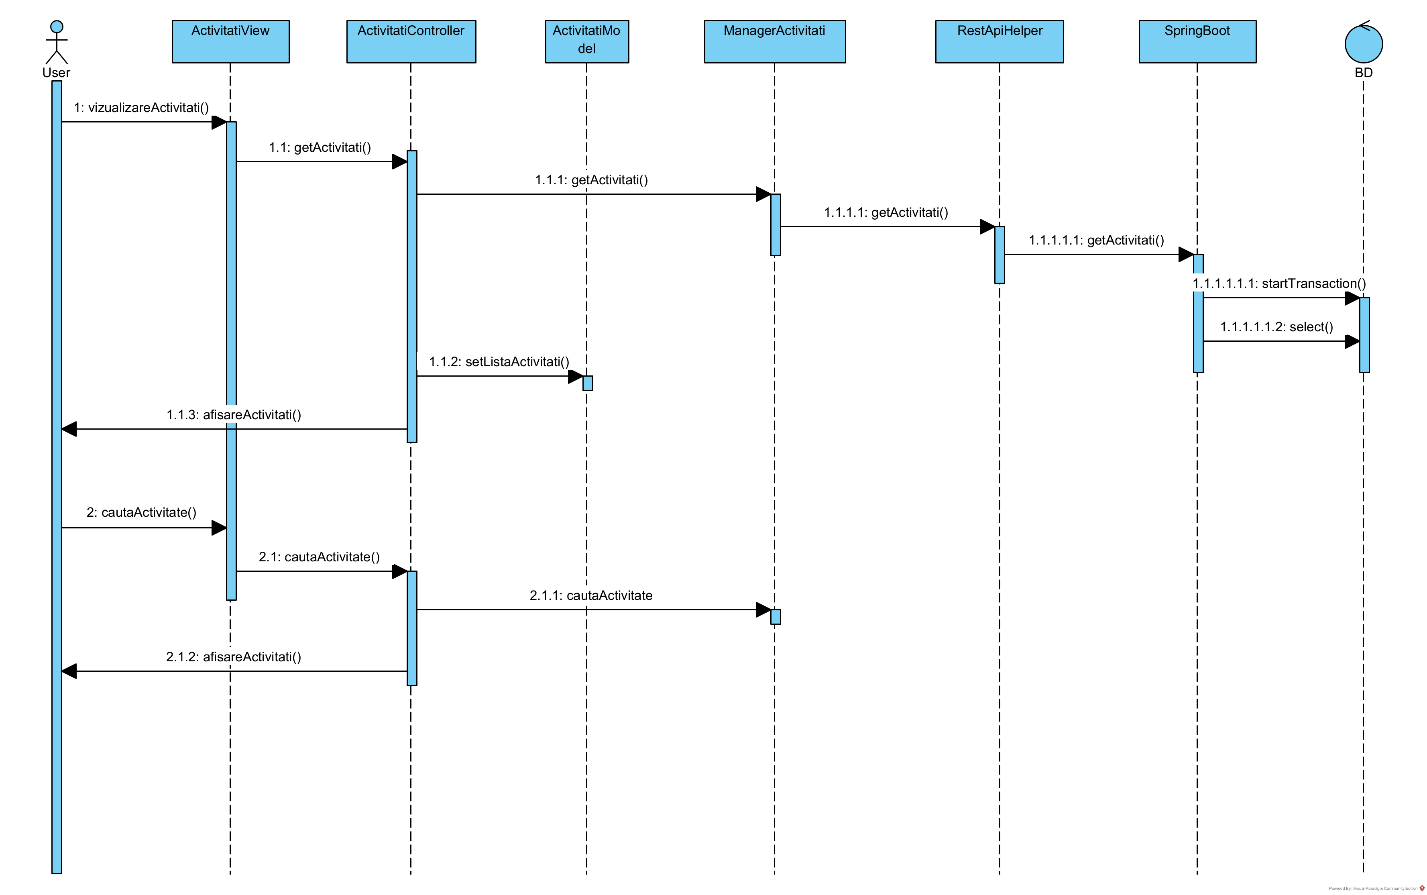 ActivitatiView
ActivitatiController
ActivitatiMo
del
ManagerActivitati
RestApiHelper
SpringBoot
User
BD
1: vizualizareActivitati()
1.1: getActivitati()
1.1.1: getActivitati()
1.1.1.1: getActivitati()
1.1.1.1.1: getActivitati()
1.1.1.1.1.1: startTransaction()
1.1.1.1.1.2: select()
1.1.2: setListaActivitati()
1.1.3: afisareActivitati()
2: cautaActivitate()
2.1: cautaActivitate()
2.1.1: cautaActivitate
2.1.2: afisareActivitati()